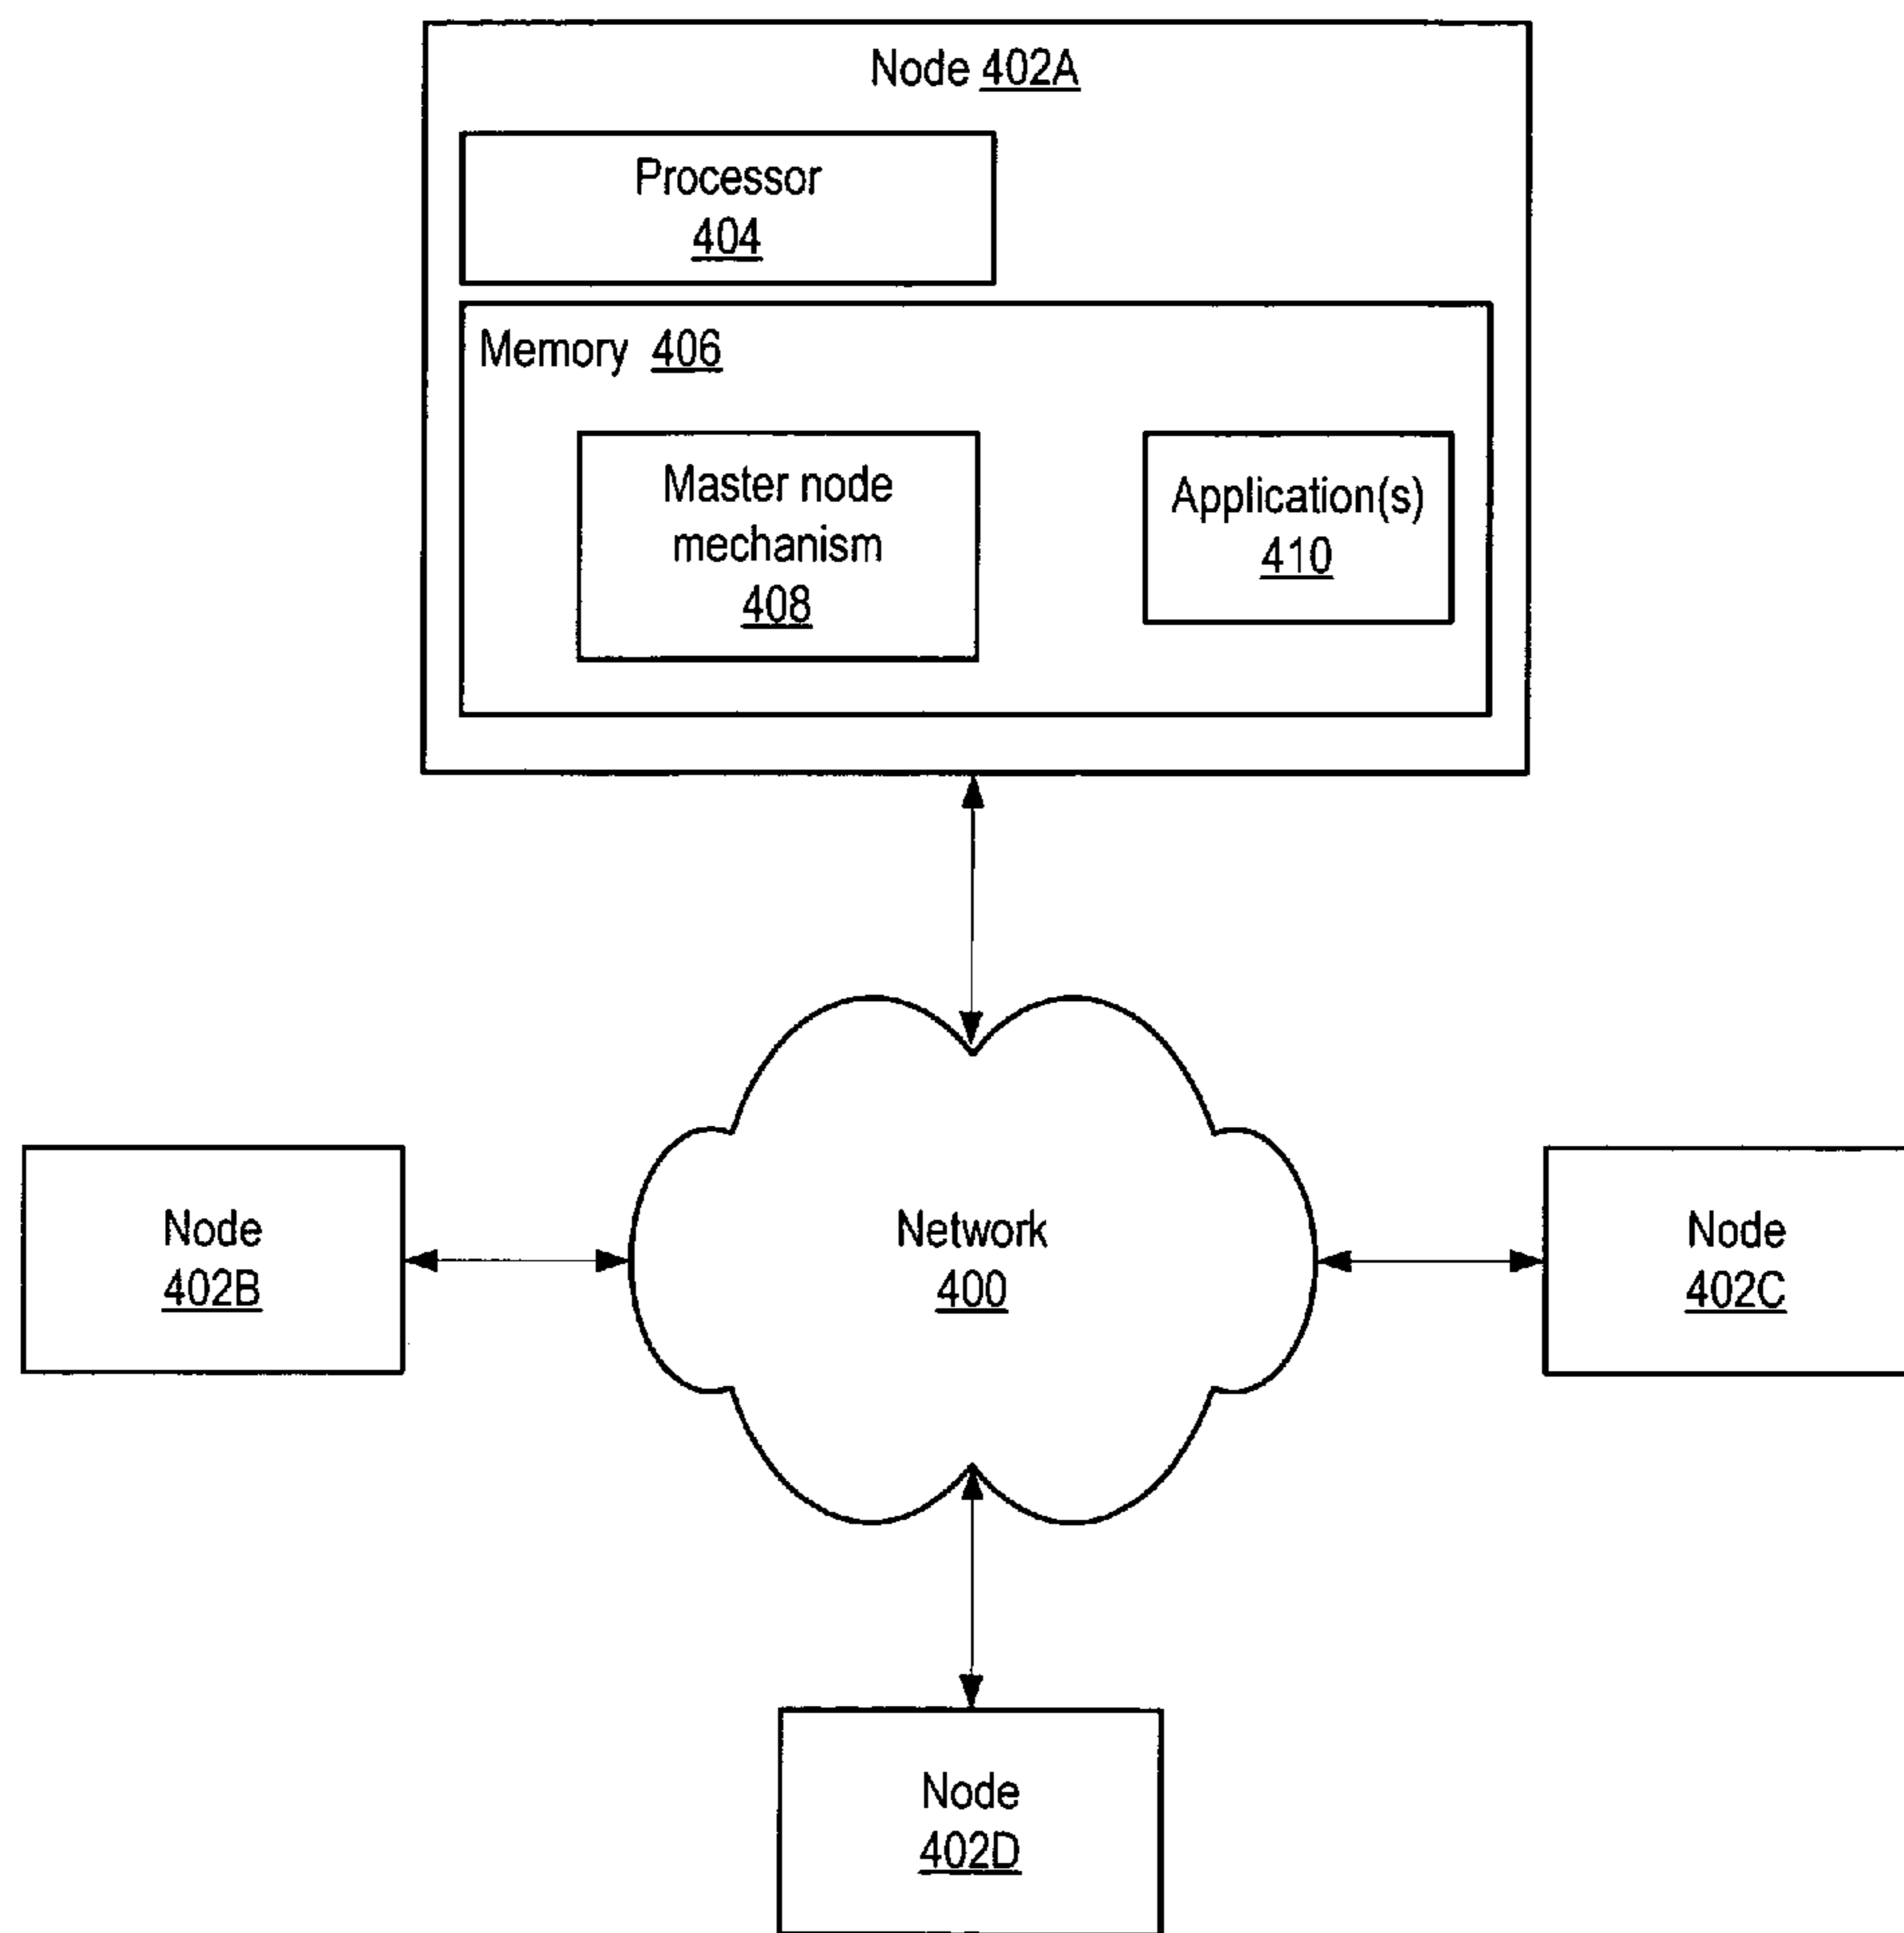 Node 402A
Processor
404
Memory 406
Master node
mechanism
408
Application(s)
410
Node
402B
Network
400
Node
402C
Node
402D